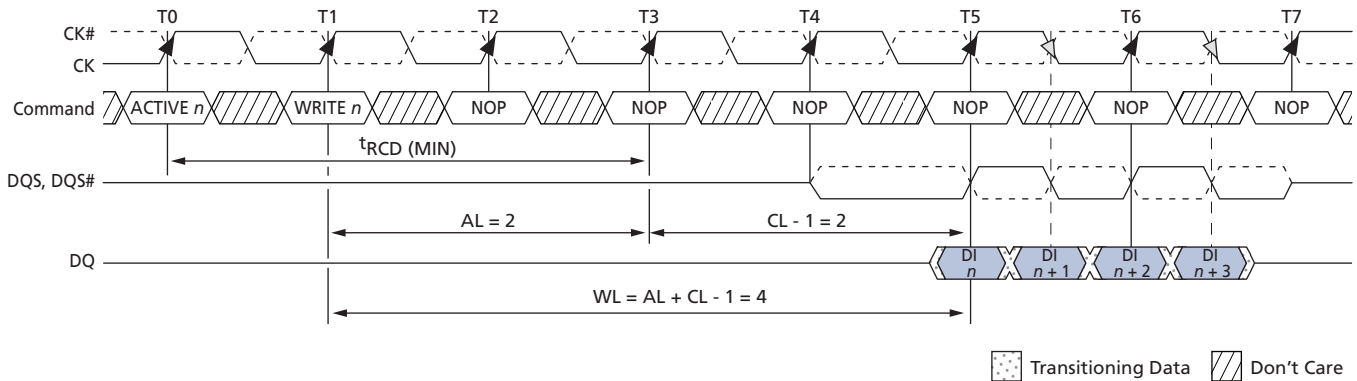 T0 T1 T2 T3 T4 T5 T6 T7
CK#
CK
Command ACTIVE n WRITE n NOP NOP NOP NOP NOP NOP
tRCD (MIN)
DQS, DQS#
AL = 2 CL - 1 = 2
DQ DI n DI n + 1 DI n + 2 DI n + 3
WL = AL + CL - 1 = 4
Transitioning Data Don't Care